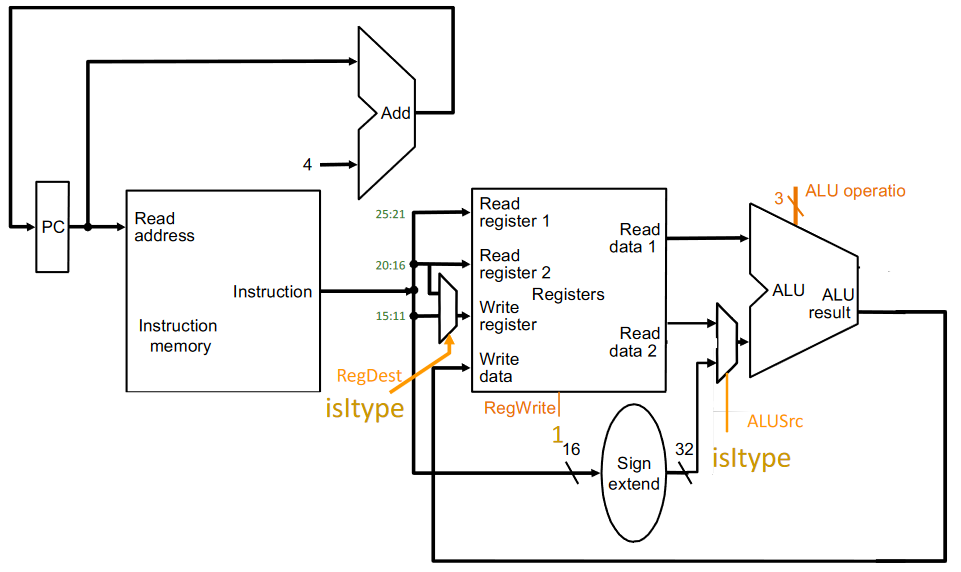 Add
4
PC
Read
address
Instruction
Instruction
memory
25:21
20:16
15:11
Read
register 1
Read
register 2
Write
register
Write
data
Registers
Read
data 1
Read
data 2
RegDest
isItype
RegWrite
1
16
Sign
extend
32
ALUSrc
isItype
3
ALU operatio
ALU
ALU
result